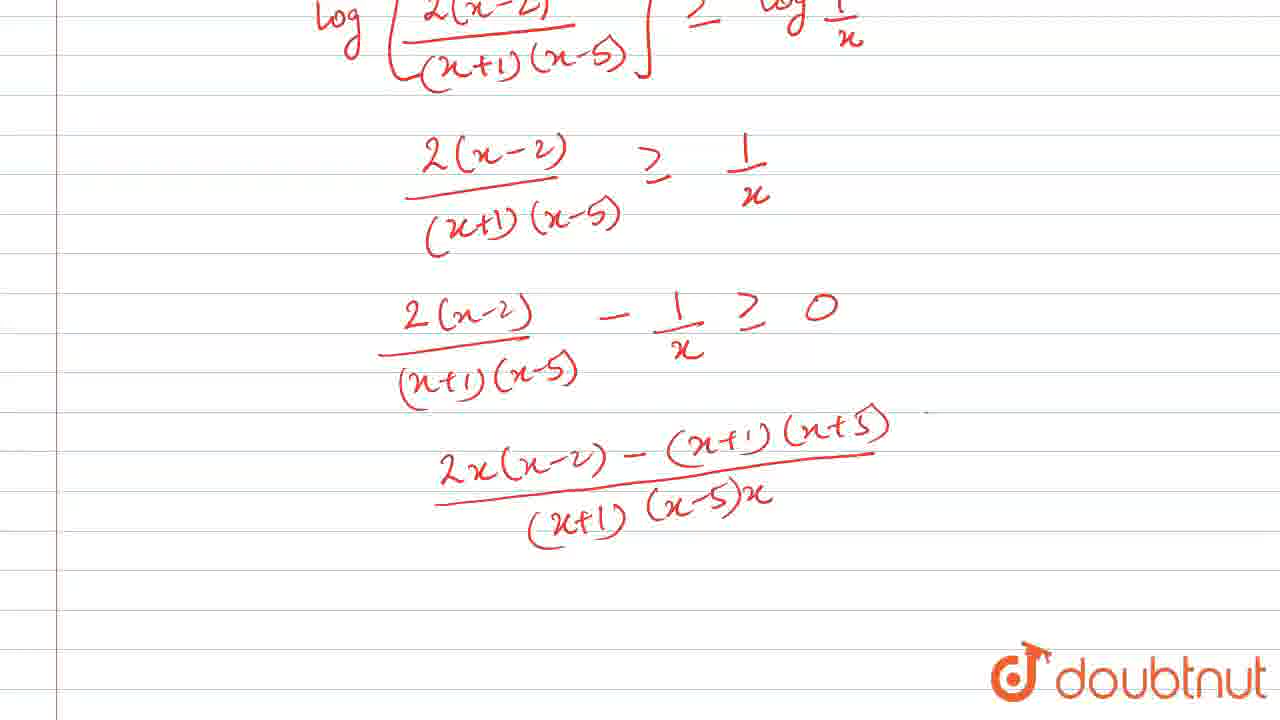 log [2(x-2)/(x+1)(x-5)] ≥ log 1/x
2(x-2)/(x+1)(x-5) ≥ 1/x
2(x-2)/(x+1)(x-5) - 1/x ≥ 0
2x(x-2) - (x+1)(x+5)/(x+1)(x-5)x
doubtnut